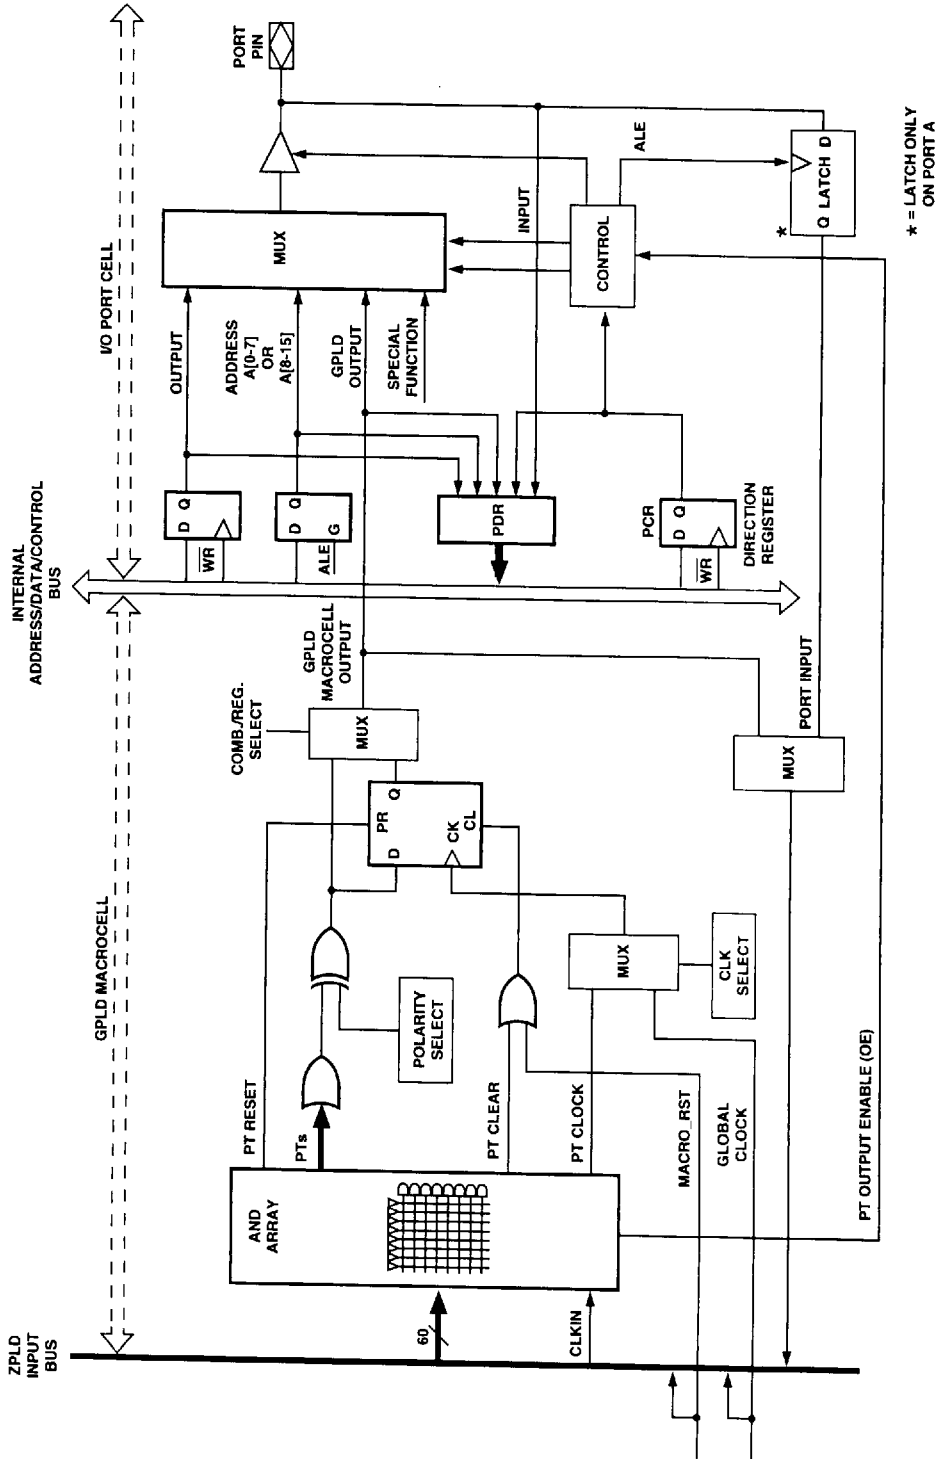 ZPLD
INPUT
BUS
GPLD MACROCELL
INTERNAL
ADDRESS/DATA/CONTROL
BUS
I/O PORT CELL
AND
ARRAY
60
CLKIN
PT RESET
PTs
PT CLEAR
PT CLOCK
MACRO_RST
GLOBAL
CLOCK
PT OUTPUT ENABLE (OE)
POLARITY
SELECT
MUX
CLK
SELECT
PR
D
Q
CK
CL
COMB./REG.
SELECT
MUX
GPLD
MACROCELL
OUTPUT
MUX
PORT INPUT
D Q
WR
D Q
ALE
G
PDR
PCR
D Q
WR
DIRECTION
REGISTER
OUTPUT
ADDRESS
A[0-7]
OR
A[8-15]
GPLD
OUTPUT
SPECIAL
FUNCTION
MUX
INPUT
CONTROL
ALE
PORT
PIN
*
Q LATCH D
* = LATCH ONLY
ON PORT A